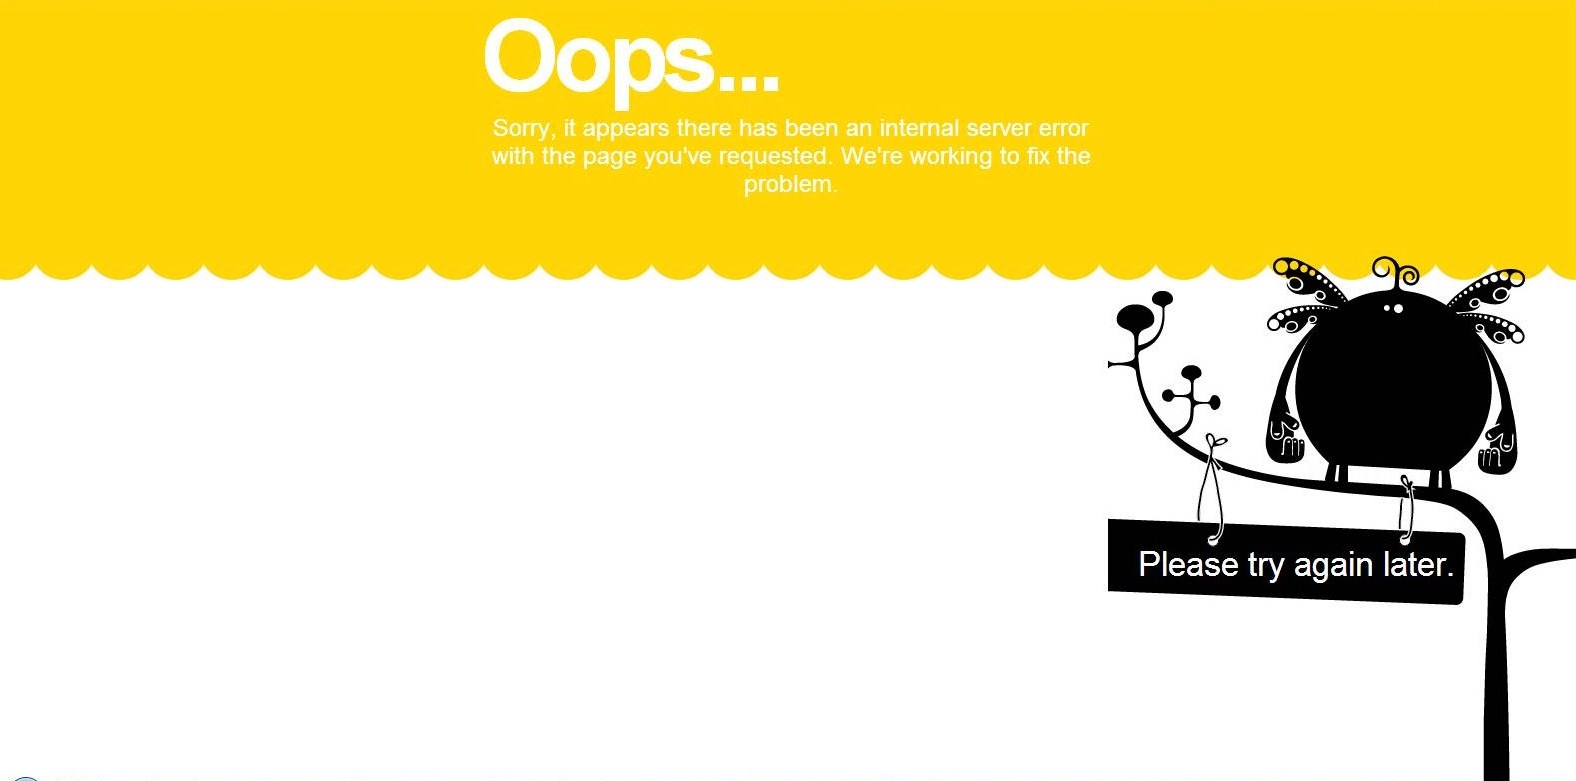 Oops...
Sorry, it appears there has been an internal server error
with the page you've requested. We're working to fix the
problem.
Please try again later.